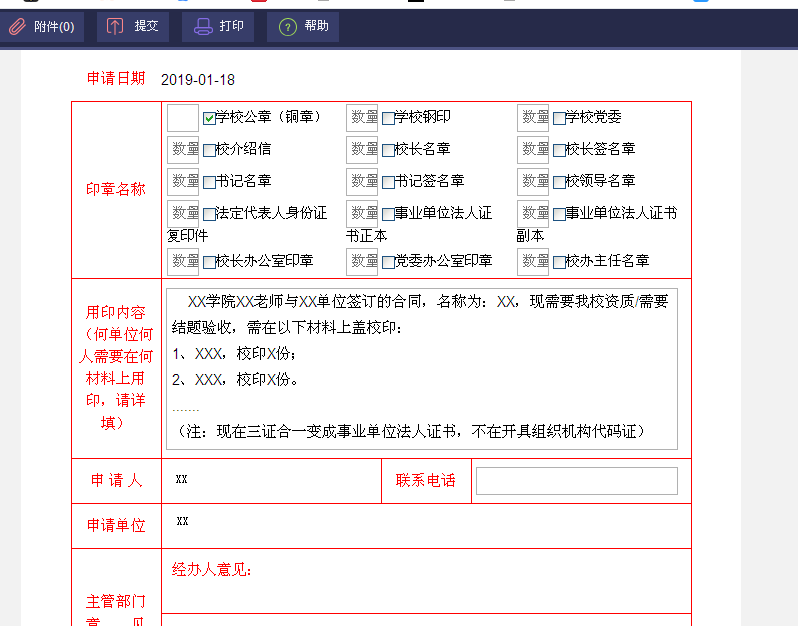 附件(0) 提交 打印 帮助
申请日期 2019-01-18
印章名称
学校公章（铜章） 数量 学校钢印 数量 学校党委
数量 校介绍信 数量 校长名章 数量 校长签名章
数量 书记名章 数量 书记签名章 数量 校领导名章
数量 法定代表人身份证复印件 数量 事业单位法人证书正本 数量 事业单位法人证书副本
数量 校长办公室印章 数量 党委办公室印章 数量 校办主任名章
用印内容
（何单位何
人需要在何
材料上用
印，请详
填）
XX学院XX老师与XX单位签订的合同，名称为：XX，现需要我校资质/需要
结题验收，需在以下材料上盖校印：
1、XXX，校印X份；
2、XXX，校印X份。
.......
（注：现在三证合一变成事业单位法人证书，不在开具组织机构代码证）
申 请 人 xx 联系电话
申请单位 xx
主管部门
意 见
经办人意见：